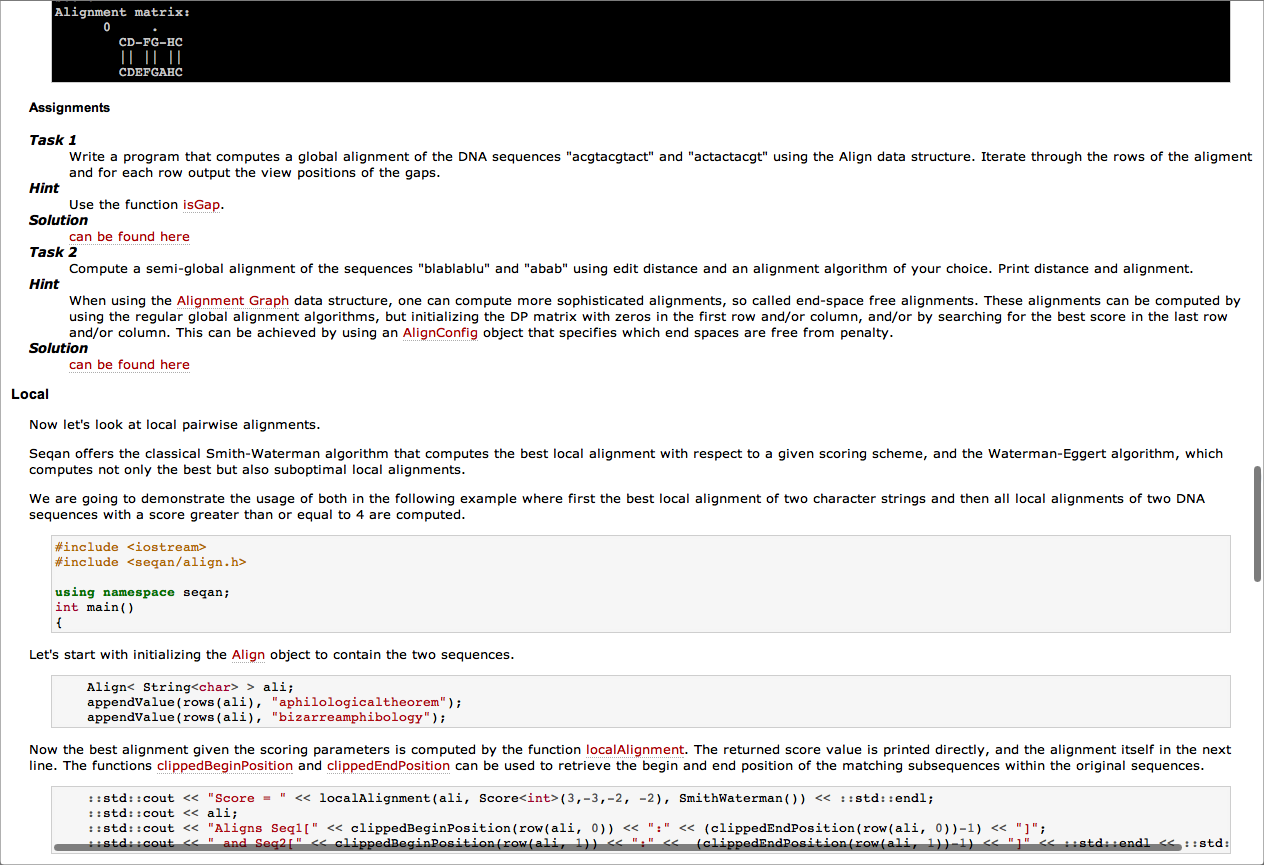 Alignment matrix:
0     .
CD-FG-HC
|| || ||
CDEFGAHC
Assignments
Task 1
Write a program that computes a global alignment of the DNA sequences "acgtacgtact" and "actactacgt" using the Align data structure. Iterate through the rows of the aligment
and for each row output the view positions of the gaps.
Hint
Use the function isGap.
Solution
can be found here
Task 2
Compute a semi-global alignment of the sequences "blablablu" and "abab" using edit distance and an alignment algorithm of your choice. Print distance and alignment.
Hint
When using the Alignment Graph data structure, one can compute more sophisticated alignments, so called end-space free alignments. These alignments can be computed by
using the regular global alignment algorithms, but initializing the DP matrix with zeros in the first row and/or column, and/or by searching for the best score in the last row
and/or column. This can be achieved by using an AlignConfig object that specifies which end spaces are free from penalty.
Solution
can be found here
Local
Now let's look at local pairwise alignments.
Seqan offers the classical Smith-Waterman algorithm that computes the best local alignment with respect to a given scoring scheme, and the Waterman-Eggert algorithm, which
computes not only the best but also suboptimal local alignments.
We are going to demonstrate the usage of both in the following example where first the best local alignment of two character strings and then all local alignments of two DNA
sequences with a score greater than or equal to 4 are computed.
#include <iostream>
#include <seqan/align.h>
using namespace seqan;
int main()
{
Let's start with initializing the Align object to contain the two sequences.
Align< String<char> > ali;
appendValue(rows(ali), "aphilologicaltheorem");
appendValue(rows(ali), "bizarreamphibology");
Now the best alignment given the scoring parameters is computed by the function localAlignment. The returned score value is printed directly, and the alignment itself in the next
line. The functions clippedBeginPosition and clippedEndPosition can be used to retrieve the begin and end position of the matching subsequences within the original sequences.
::std::cout << "Score = " << localAlignment(ali, Score<int>(3,-3,-2, -2), SmithWaterman()) << ::std::endl;
::std::cout << ali;
::std::cout << "Aligns Seq1[" << clippedBeginPosition(row(ali, 0)) << ":" << (clippedEndPosition(row(ali, 0))-1) << "]";
::std::cout << " and Seq2[" << clippedBeginPosition(row(ali, 1)) << ":" <<  (clippedEndPosition(row(ali, 1))-1) << "]" << ::std::endl << ::std: